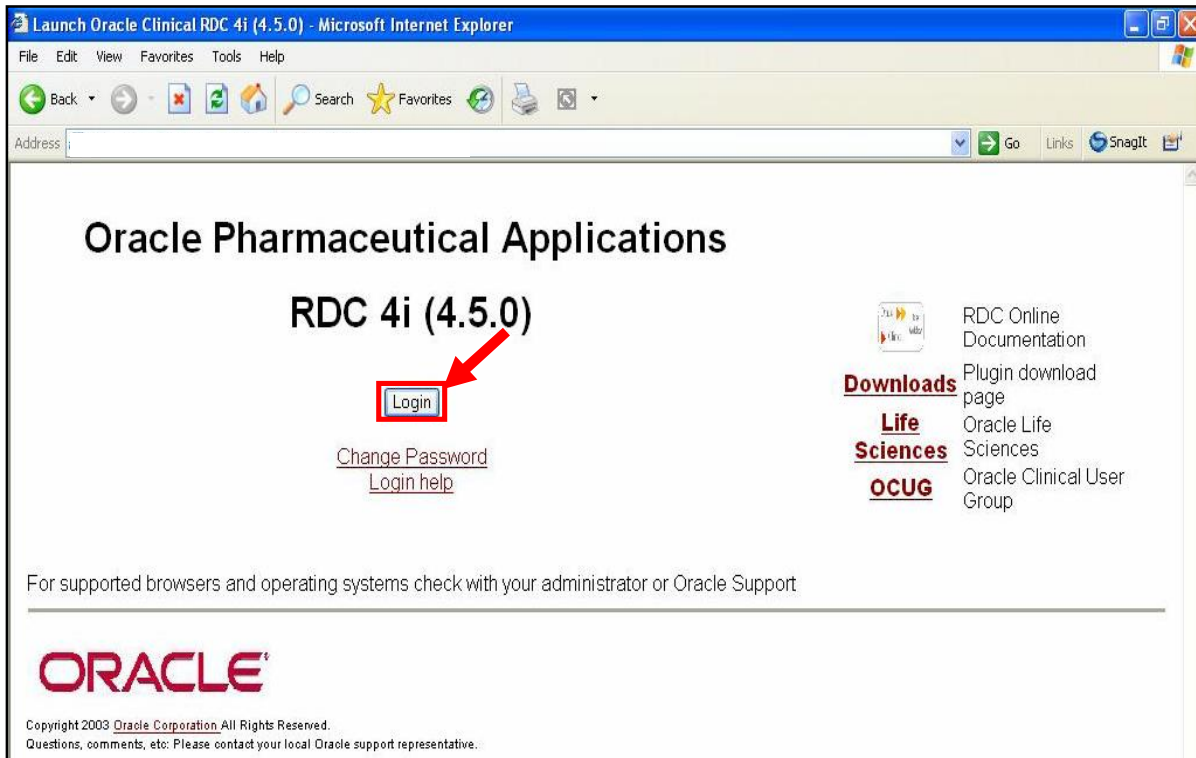 Launch Oracle Clinical RDC 4i (4.5.0) - Microsoft Internet Explorer
File Edit View Favorites Tools Help
Back Search Favorites
Address Go Links SnagIt
Oracle Pharmaceutical Applications
RDC 4i (4.5.0)
Login
Change Password
Login help
RDC Online
Documentation
Downloads Plugin download
page
Life Oracle Life
Sciences Sciences
OCUG Oracle Clinical User
Group
For supported browsers and operating systems check with your administrator or Oracle Support
ORACLE
Copyright 2003 Oracle Corporation All Rights Reserved.
Questions, comments, etc: Please contact your local Oracle support representative.